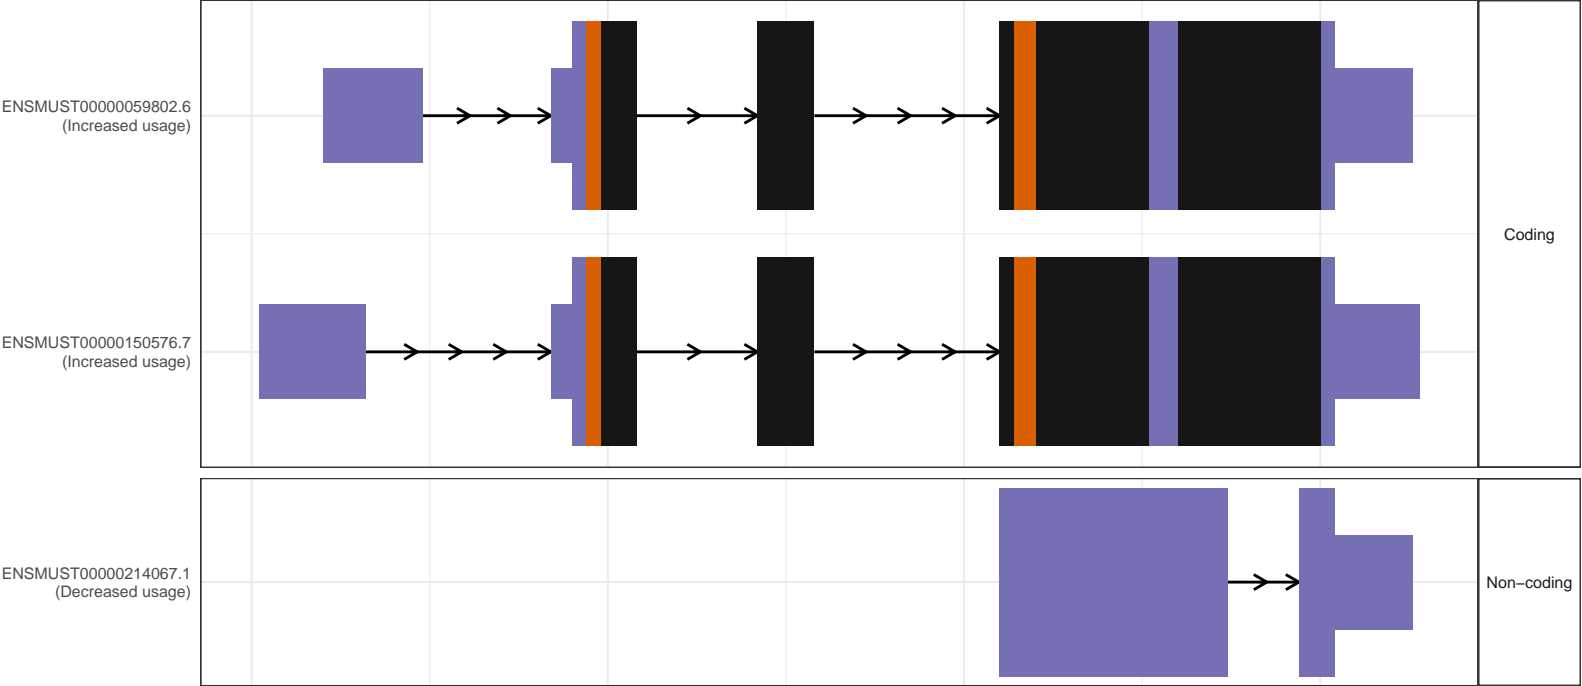 ENSMUST00000059802.6
(Increased usage)
Coding
ENSMUST00000150576.7
(Increased usage)
ENSMUST00000214067.1
(Decreased usage)
Non−coding